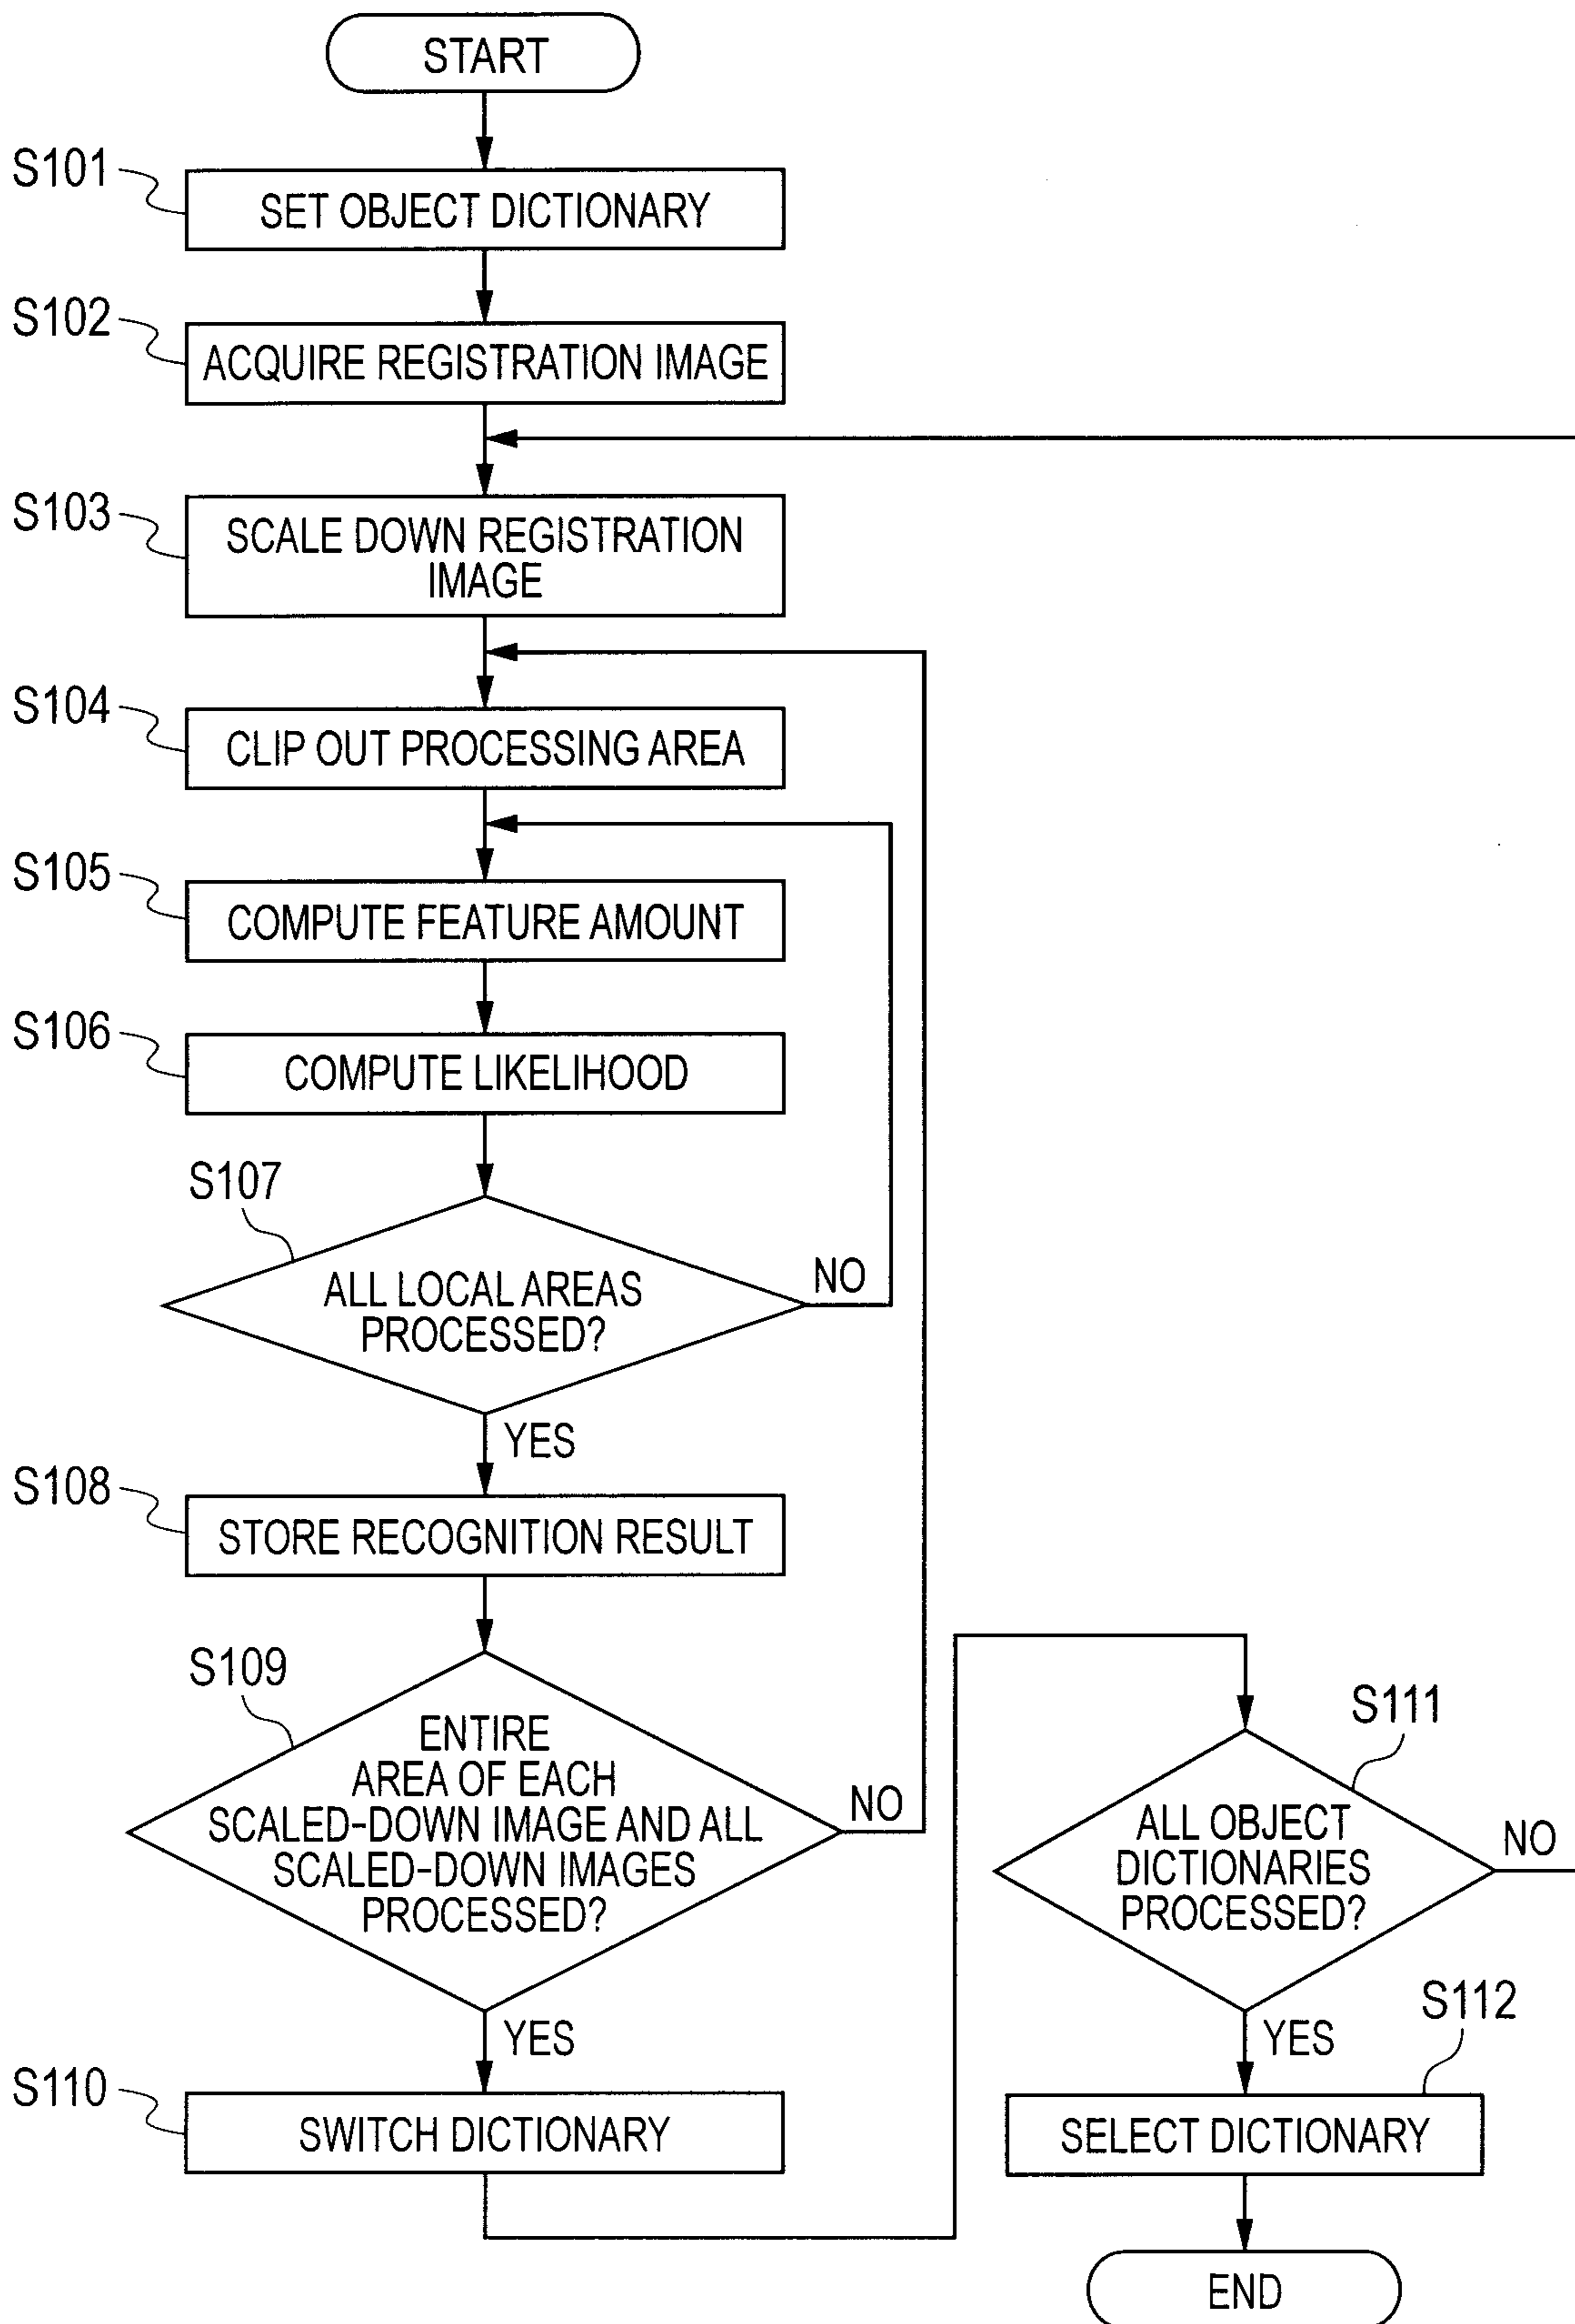 START
S101
SET OBJECT DICTIONARY
S102
ACQUIRE REGISTRATION IMAGE
S103
SCALE DOWN REGISTRATION
IMAGE
S104
CLIP OUT PROCESSING AREA
S105
COMPUTE FEATURE AMOUNT
S106
COMPUTE LIKELIHOOD
S107
ALL LOCAL AREAS
PROCESSED?
NO
YES
S108
STORE RECOGNITION RESULT
S109
ENTIRE
AREA OF EACH
SCALED-DOWN IMAGE AND ALL
SCALED-DOWN IMAGES
PROCESSED?
NO
YES
S110
SWITCH DICTIONARY
S111
ALL OBJECT
DICTIONARIES
PROCESSED?
NO
YES
S112
SELECT DICTIONARY
END